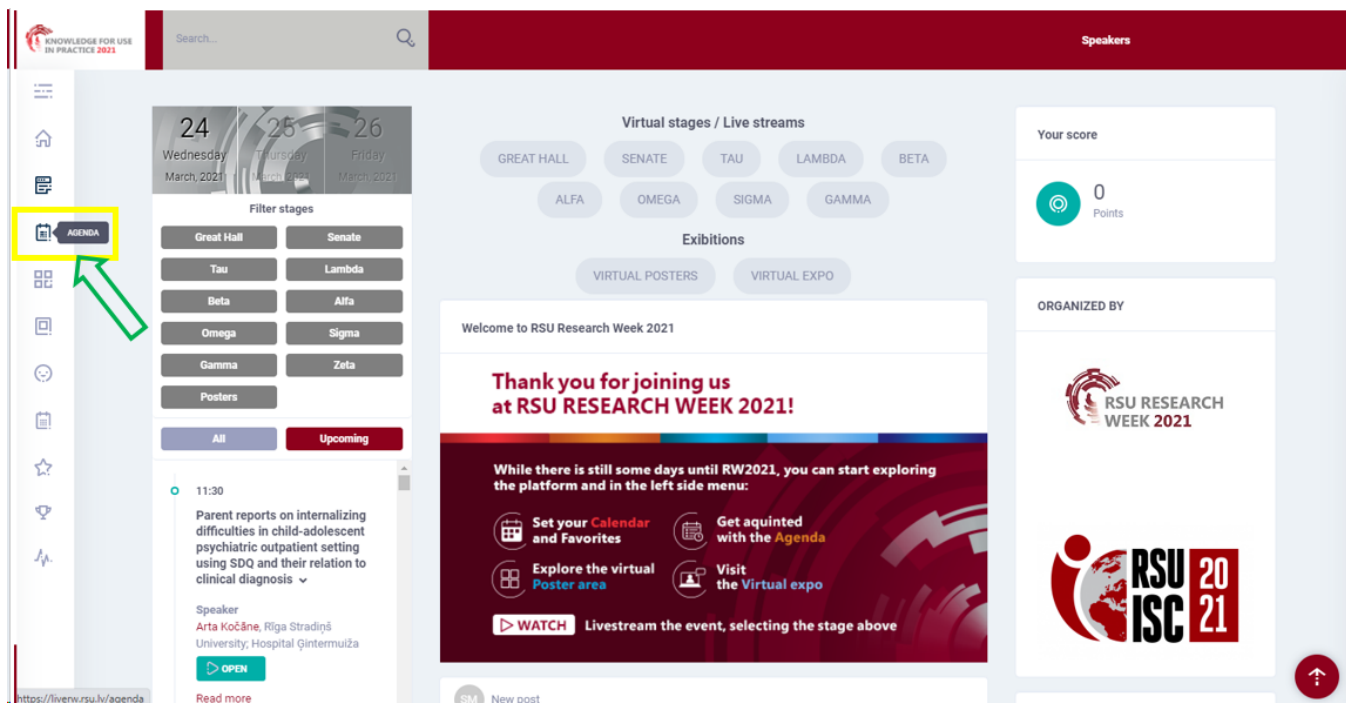 KNOWLEDGE FOR USE
IN PRACTICE 2021
Search...
Speakers
AGENDA
24
Wednesday
March, 2021
25
Thursday
March, 2021
26
Friday
March, 2021
Filter stages
Great Hall
Senate
Tau
Lambda
Beta
Alfa
Omega
Sigma
Gamma
Zeta
Posters
All
Upcoming
11:30
Parent reports on internalizing
difficulties in child-adolescent
psychiatric outpatient setting
using SDQ and their relation to
clinical diagnosis
Speaker
Arta Kočāne, Rīga Stradiņš
University; Hospital Ģintermuiža
OPEN
Read more
Virtual stages / Live streams
GREAT HALL
SENATE
TAU
LAMBDA
BETA
ALFA
OMEGA
SIGMA
GAMMA
Exibitions
VIRTUAL POSTERS
VIRTUAL EXPO
Welcome to RSU Research Week 2021
Thank you for joining us
at RSU RESEARCH WEEK 2021!
While there is still some days until RW2021, you can start exploring
the platform and in the left side menu:
Set your Calendar
and Favorites
Get aquinted
with the Agenda
Explore the virtual
Poster area
Visit
the Virtual expo
WATCH Livestream the event, selecting the stage above
SM New post
Your score
0
Points
ORGANIZED BY
RSU RESEARCH
WEEK 2021
RSU 20
ISC 21
https://liverw.rsu.lv/agenda